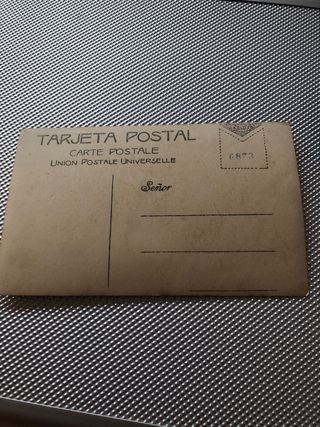 TARJETA POSTAL
CARTE POSTALE
UNION POSTALE UNIVERSELLE
6873
Señor